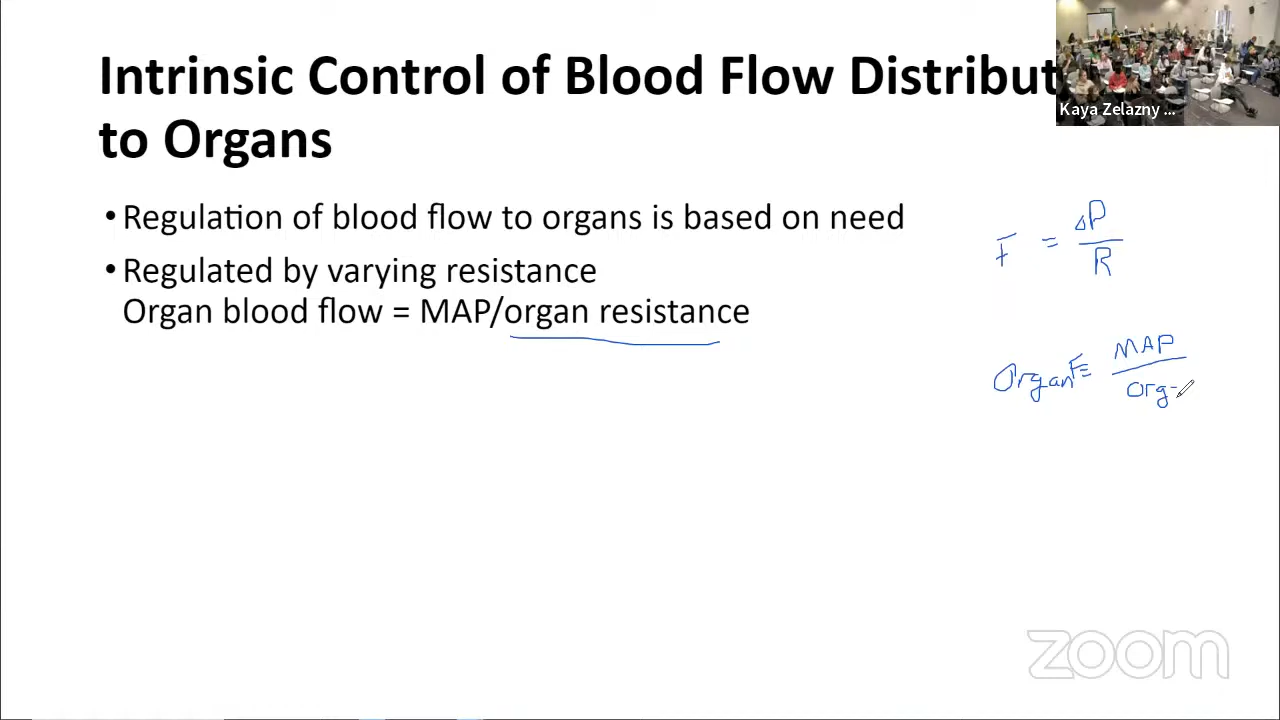 Intrinsic Control of Blood Flow Distribut
to Organs
Kaya Zelazny ...
• Regulation of blood flow to organs is based on need
• Regulated by varying resistance
Organ blood flow = MAP/organ resistance
F = ΔP
R
Organ F = MAP
org
zoom